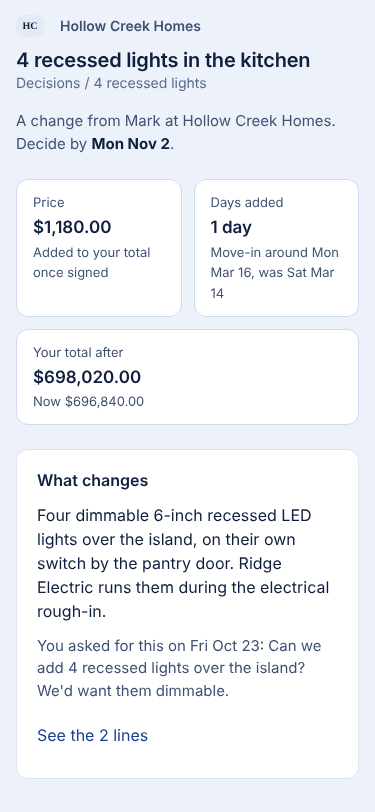 HC Hollow Creek Homes
4 recessed lights in the kitchen
Decisions / 4 recessed lights
A change from Mark at Hollow Creek Homes.
Decide by Mon Nov 2.
Price
$1,180.00
Added to your total
once signed
Days added
1 day
Move-in around Mon
Mar 16, was Sat Mar
14
Your total after
$698,020.00
Now $696,840.00
What changes
Four dimmable 6-inch recessed LED
lights over the island, on their own
switch by the pantry door. Ridge
Electric runs them during the electrical
rough-in.
You asked for this on Fri Oct 23: Can we
add 4 recessed lights over the island?
We'd want them dimmable.
See the 2 lines